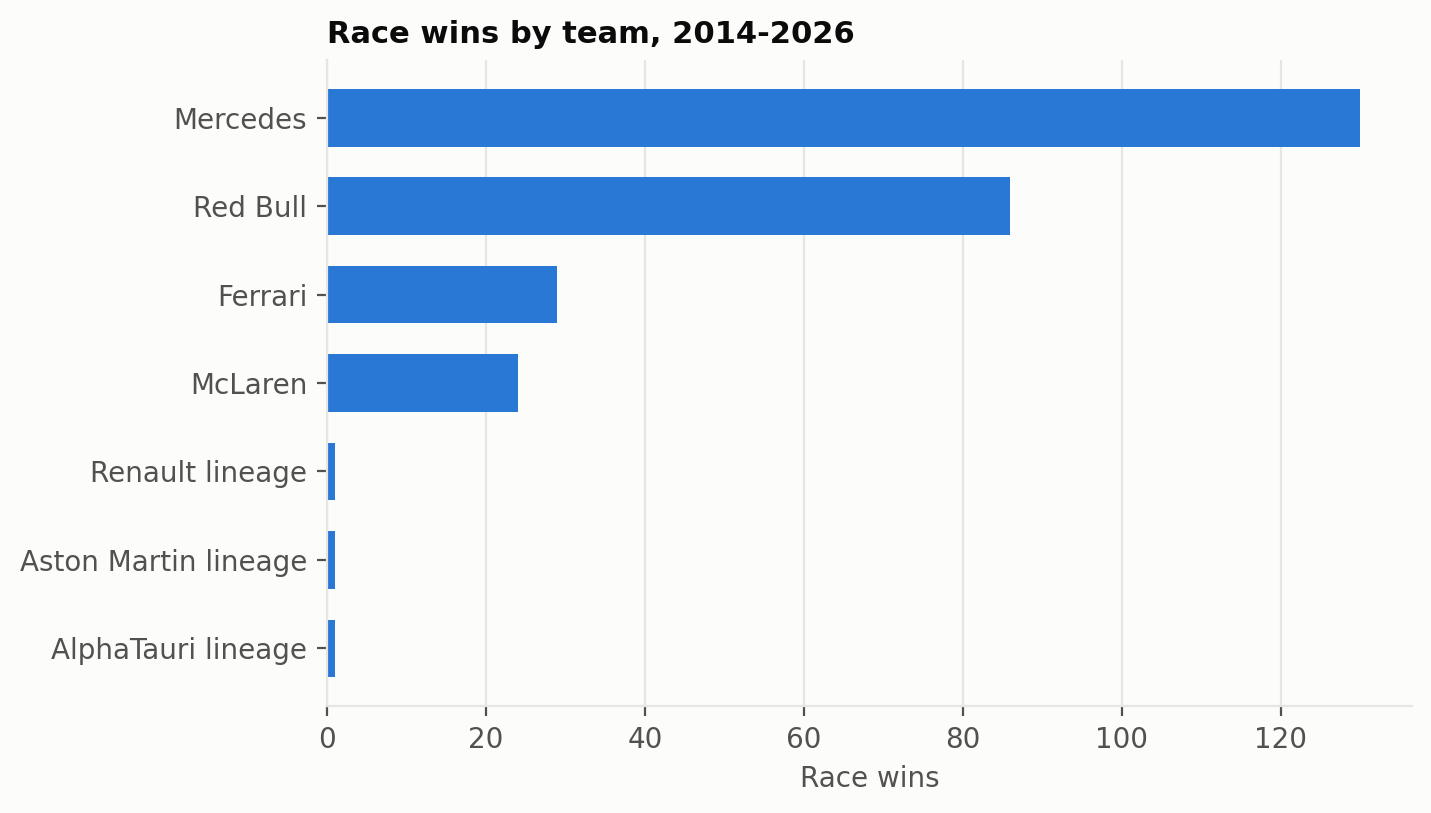 Race wins by team, 2014-2026
Mercedes
Red Bull
Ferrari
McLaren
Renault lineage
Aston Martin lineage
AlphaTauri lineage
0 20 40 60 80 100 120
Race wins